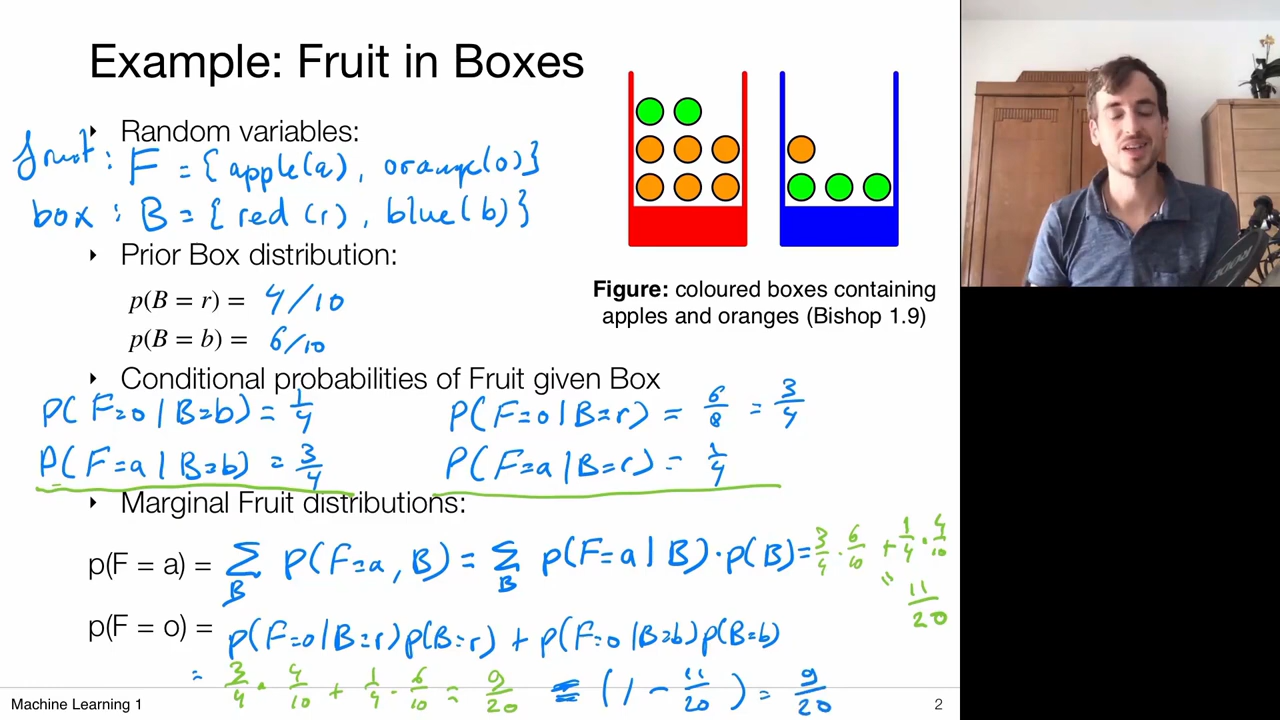 Example: Fruit in Boxes
‣ Random variables:
fruit : F = { apple(a), orange(o)}
box : B = { red (r), blue(b)}
‣ Prior Box distribution:
p(B = r) = 4/10
p(B = b) = 6/10
Figure: coloured boxes containing
apples and oranges (Bishop 1.9)
‣ Conditional probabilities of Fruit given Box
P(F=o | B=b) = 1/4
P(F=o | B=r) = 6/8 = 3/4
P(F=a | B=b) = 3/4
P(F=a | B=r) = 1/4
‣ Marginal Fruit distributions:
p(F = a) = Σ_B p(F=a, B) = Σ_B p(F=a | B) · p(B) = 3/4 · 6/10 + 1/4 · 4/10
= 11/20
p(F = o) = p(F=o | B=r) p(B=r) + p(F=o | B=b) p(B=b)
= 3/4 · 4/10 + 1/4 · 6/10 = 9/20 = (1 - 11/20) = 9/20
Machine Learning 1
2
RODE